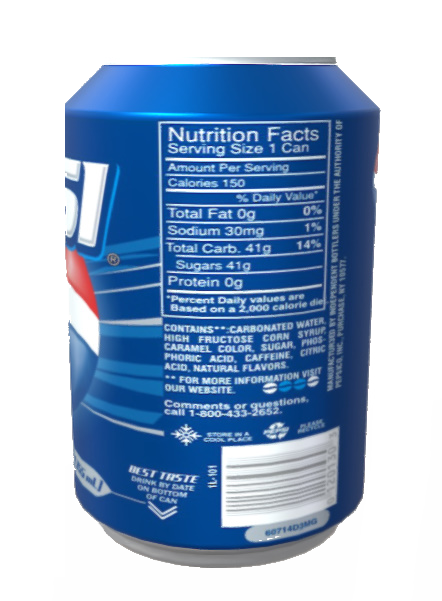 SI
®
Nutrition Facts
Serving Size 1 Can
Amount Per Serving
Calories 150
% Daily Value*
Total Fat 0g 0%
Sodium 30mg 1%
Total Carb. 41g 14%
Sugars 41g
Protein 0g
*Percent Daily values are
Based on a 2,000 calorie die
CONTAINS**:CARBONATED WATER,
HIGH FRUCTOSE CORN SYRUP,
CARAMEL COLOR, SUGAR, PHOS-
PHORIC ACID, CAFFEINE, CITRIC
ACID, NATURAL FLAVORS.
** FOR MORE INFORMATION VISIT
OUR WEBSITE.
Comments or questions,
call 1-800-433-2652.
STORE IN A
COOL PLACE
PEPSI
PLEASE
RECYCLE
MANUFACTURED BY INDEPENDENT BOTTLERS UNDER THE AUTHORITY OF
PEPSICO, INC., PURCHASE, NY 10577.
BEST TASTE
DRINK BY DATE
ON BOTTOM
OF CAN
1L-101
60714D3MG